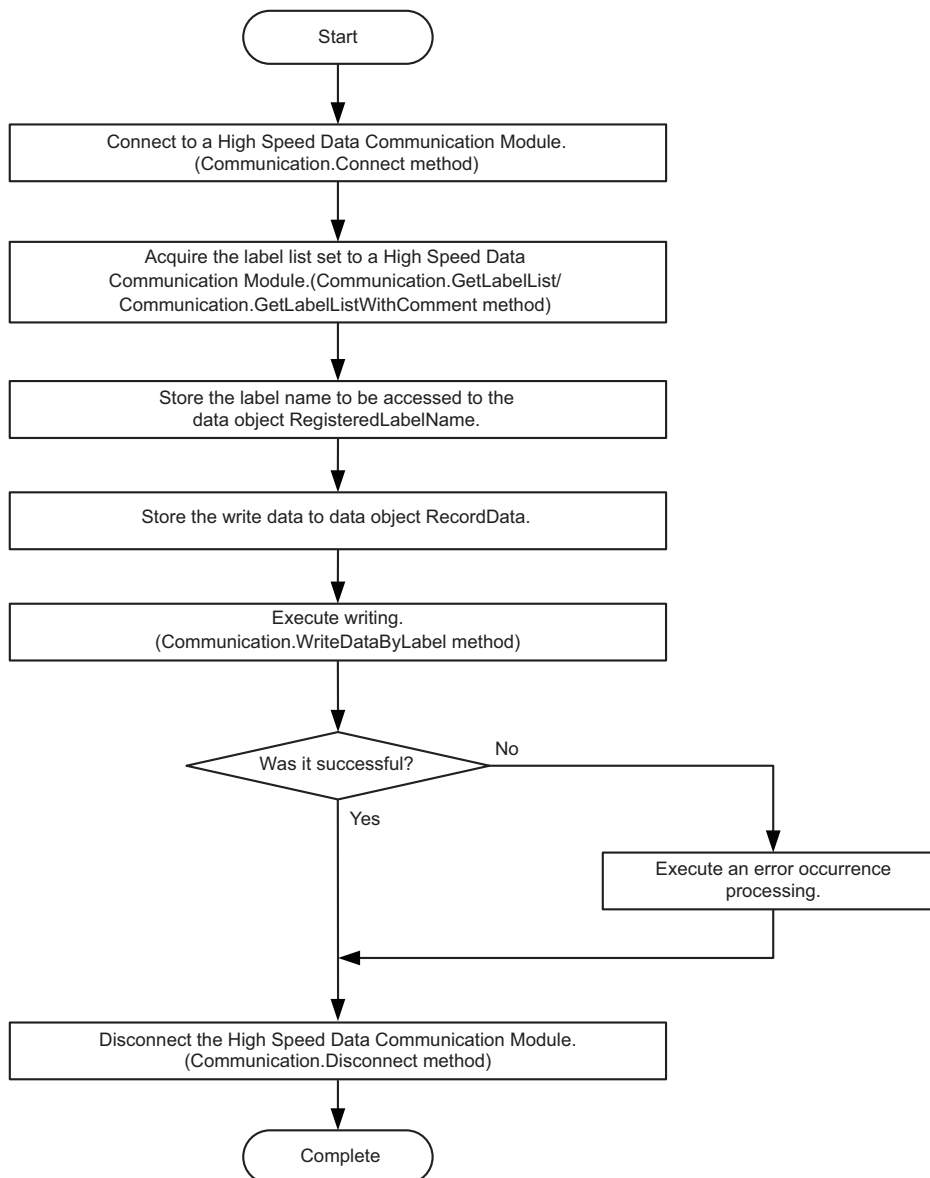 Start
Connect to a High Speed Data Communication Module.
(Communication.Connect method)
Acquire the label list set to a High Speed Data
Communication Module.(Communication.GetLabelList/
Communication.GetLabelListWithComment method)
Store the label name to be accessed to the
data object RegisteredLabelName.
Store the write data to data object RecordData.
Execute writing.
(Communication.WriteDataByLabel method)
Was it successful?
No
Yes
Execute an error occurrence
processing.
Disconnect the High Speed Data Communication Module.
(Communication.Disconnect method)
Complete